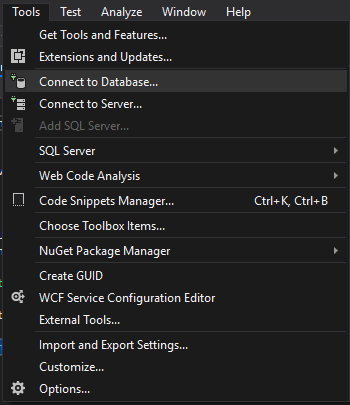 Tools Test Analyze Window Help
Get Tools and Features...
Extensions and Updates...
Connect to Database...
Connect to Server...
Add SQL Server...
SQL Server
Web Code Analysis
Code Snippets Manager... Ctrl+K, Ctrl+B
Choose Toolbox Items...
NuGet Package Manager
Create GUID
WCF Service Configuration Editor
External Tools...
Import and Export Settings...
Customize...
Options...